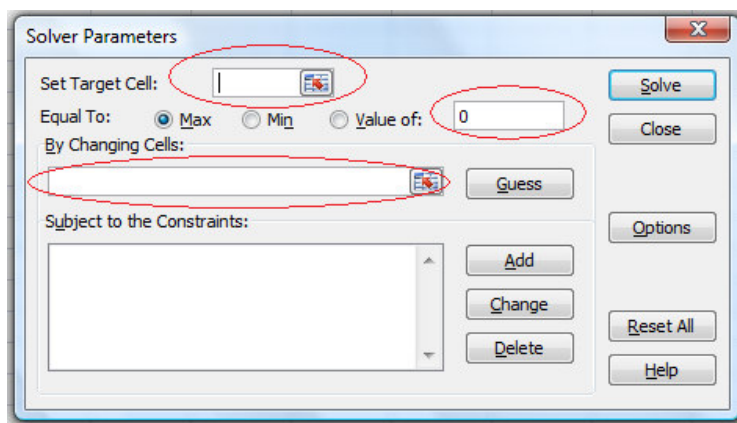 Solver Parameters
Set Target Cell:
Solve
Equal To: Max Min Value of: 0
Close
By Changing Cells:
Guess
Subject to the Constraints:
Options
Add
Change
Reset All
Delete
Help